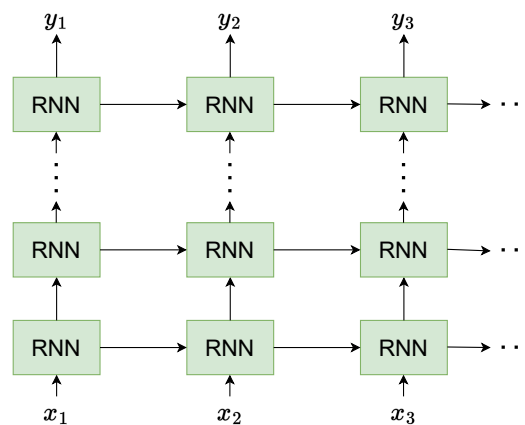 y₁ y₂ y₃
RNN RNN RNN ··
⋮ ⋮ ⋮
RNN RNN RNN ··
RNN RNN RNN ··
x₁ x₂ x₃